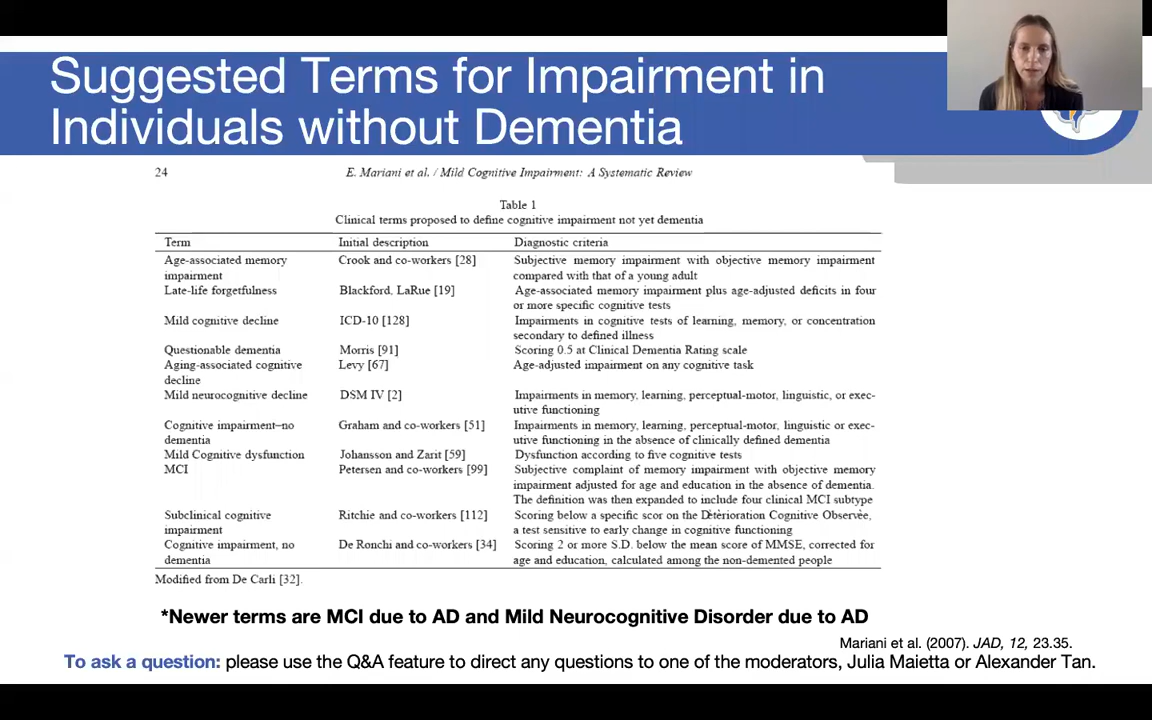 Suggested Terms for Impairment in
Individuals without Dementia
24 E. Mariani et al. / Mild Cognitive Impairment: A Systematic Review
Table 1
Clinical terms proposed to define cognitive impairment not yet dementia
Term Initial description Diagnostic criteria
Age-associated memory Crook and co-workers [28] Subjective memory impairment with objective memory impairment
impairment compared with that of a young adult
Late-life forgetfulness Blackford, LaRue [19] Age-associated memory impairment plus age-adjusted deficits in four
or more specific cognitive tests
Mild cognitive decline ICD-10 [128] Impairments in cognitive tests of learning, memory, or concentration
secondary to defined illness
Questionable dementia Morris [91] Scoring 0.5 at Clinical Dementia Rating scale
Aging-associated cognitive Levy [67] Age-adjusted impairment on any cognitive task
decline
Mild neurocognitive decline DSM IV [2] Impairments in memory, learning, perceptual-motor, linguistic, or exec-
utive functioning
Cognitive impairment–no Graham and co-workers [51] Impairments in memory, learning, perceptual-motor, linguistic or exec-
dementia utive functioning in the absence of clinically defined dementia
Mild Cognitive dysfunction Johansson and Zarit [59] Dysfunction according to five cognitive tests
MCI Petersen and co-workers [99] Subjective complaint of memory impairment with objective memory
impairment adjusted for age and education in the absence of dementia.
The definition was then expanded to include four clinical MCI subtype
Subclinical cognitive Ritchie and co-workers [112] Scoring below a specific scor on the Dètèrioration Cognitive Observèe,
impairment a test sensitive to early change in cognitive functioning
Cognitive impairment, no De Ronchi and co-workers [34] Scoring 2 or more S.D. below the mean score of MMSE, corrected for
dementia age and education, calculated among the non-demented people
Modified from De Carli [32].
*Newer terms are MCI due to AD and Mild Neurocognitive Disorder due to AD
Mariani et al. (2007). JAD, 12, 23.35.
To ask a question: please use the Q&A feature to direct any questions to one of the moderators, Julia Maietta or Alexander Tan.